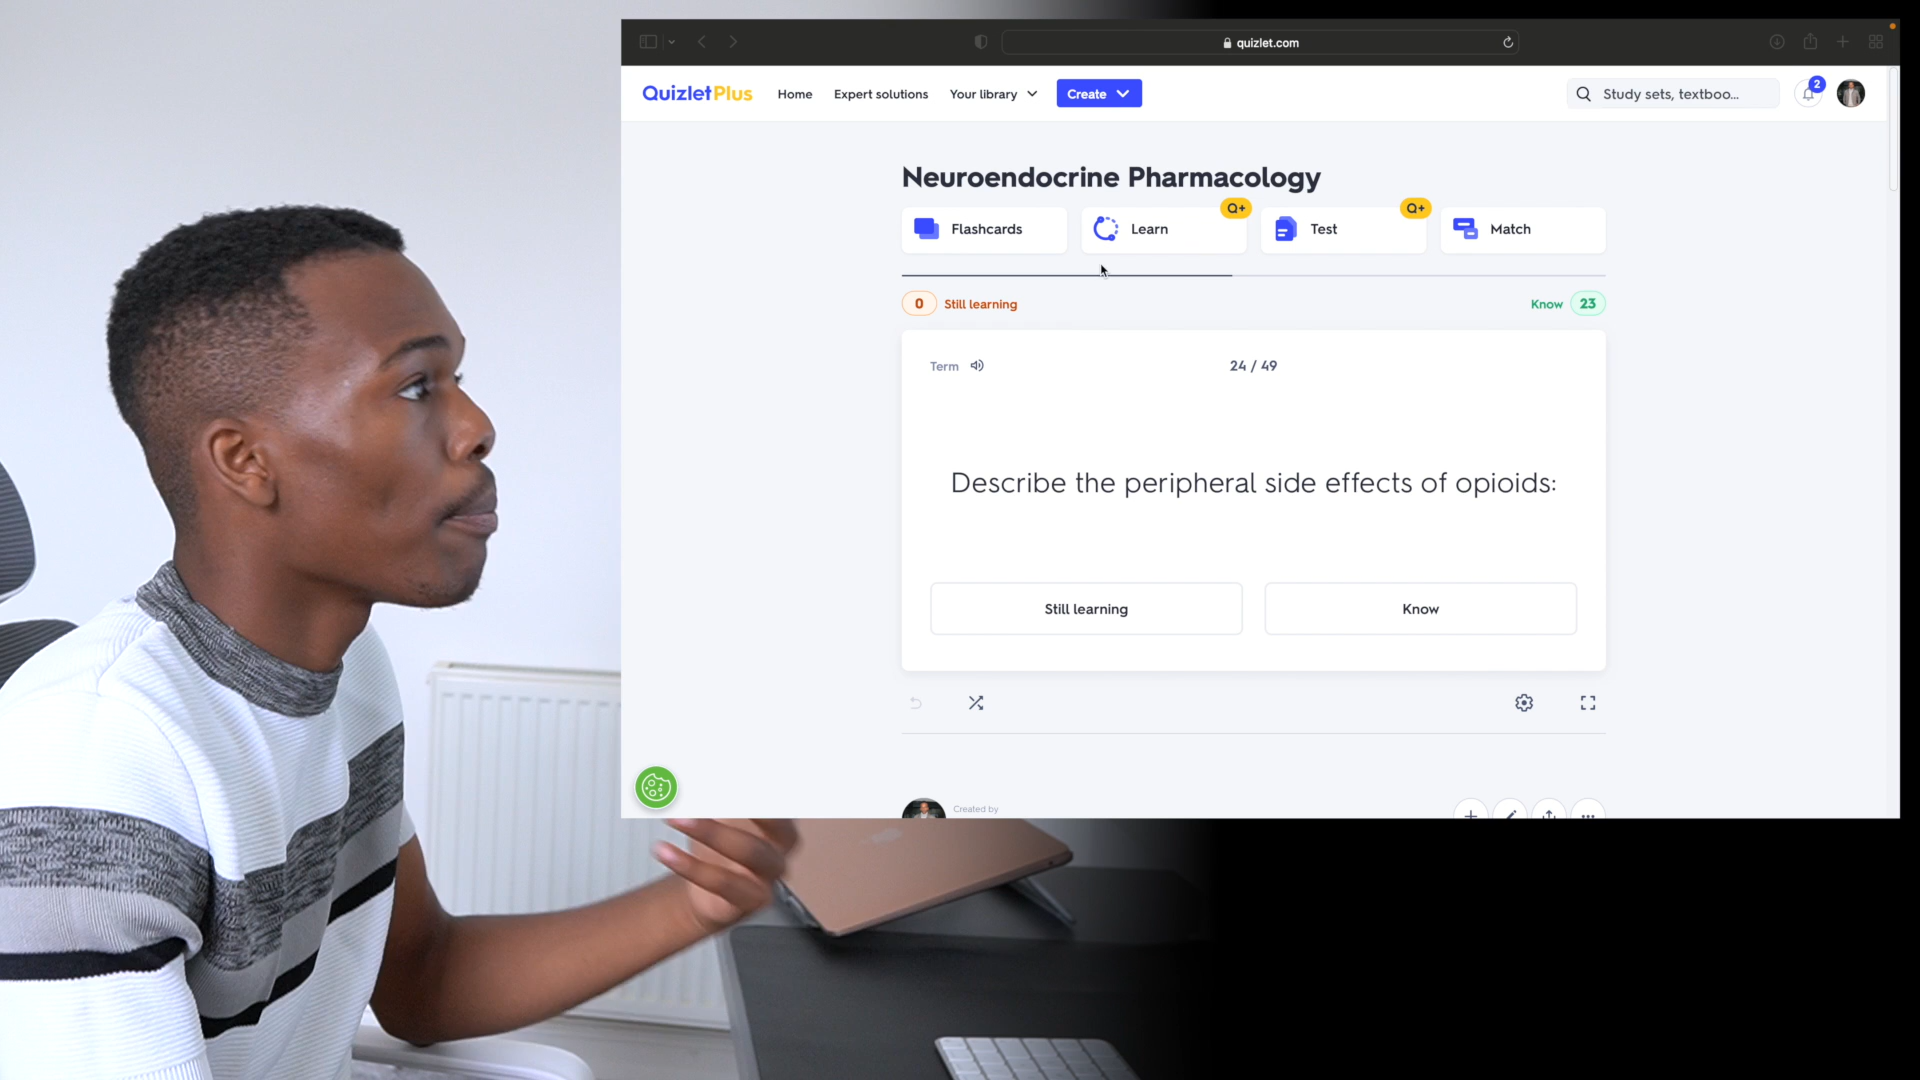 quizlet.com
QuizletPlus Home Expert solutions Your library Create Study sets, textboo... 2
Neuroendocrine Pharmacology
Flashcards Learn Q+ Test Q+ Match
0 Still learning Know 23
Term 24 / 49
Describe the peripheral side effects of opioids:
Still learning Know
Created by